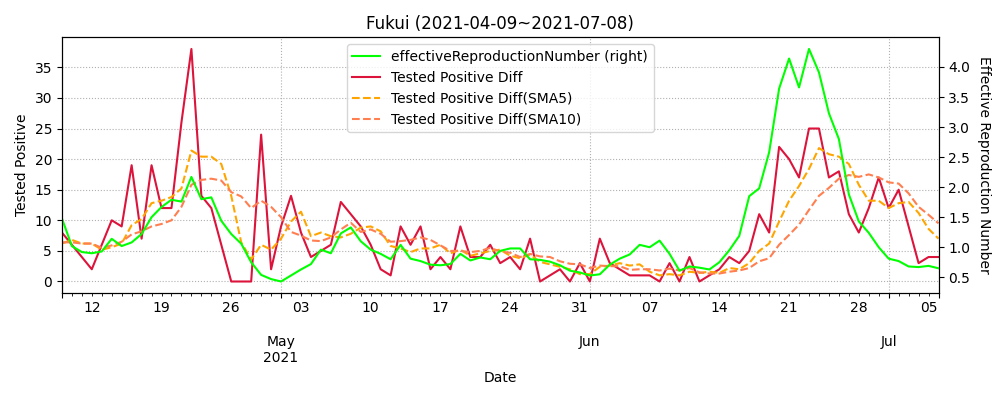 Fukui (2021-04-09~2021-07-08)
effectiveReproductionNumber (right)
Tested Positive Diff
Tested Positive Diff(SMA5)
Tested Positive Diff(SMA10)
Tested Positive
35
30
25
20
15
10
5
0
4.0
3.5
3.0
2.5
2.0
1.5
1.0
0.5
Effective Reproduction Number
12 19 26 03 10 17 24 31 07 14 21 28 05
May Jun Jul
2021
Date